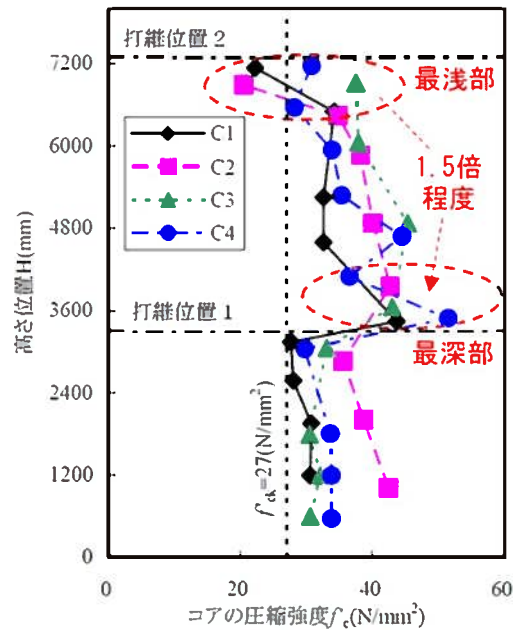 打継位置2
7200
最浅部
6000
C1
C2
C3
C4
1.5倍
程度
4800
高さ位置H(mm)
3600
打継位置1
最深部
2400
f_ck=27(N/mm²)
1200
0
0 20 40 60
コアの圧縮強度f_c(N/mm²)